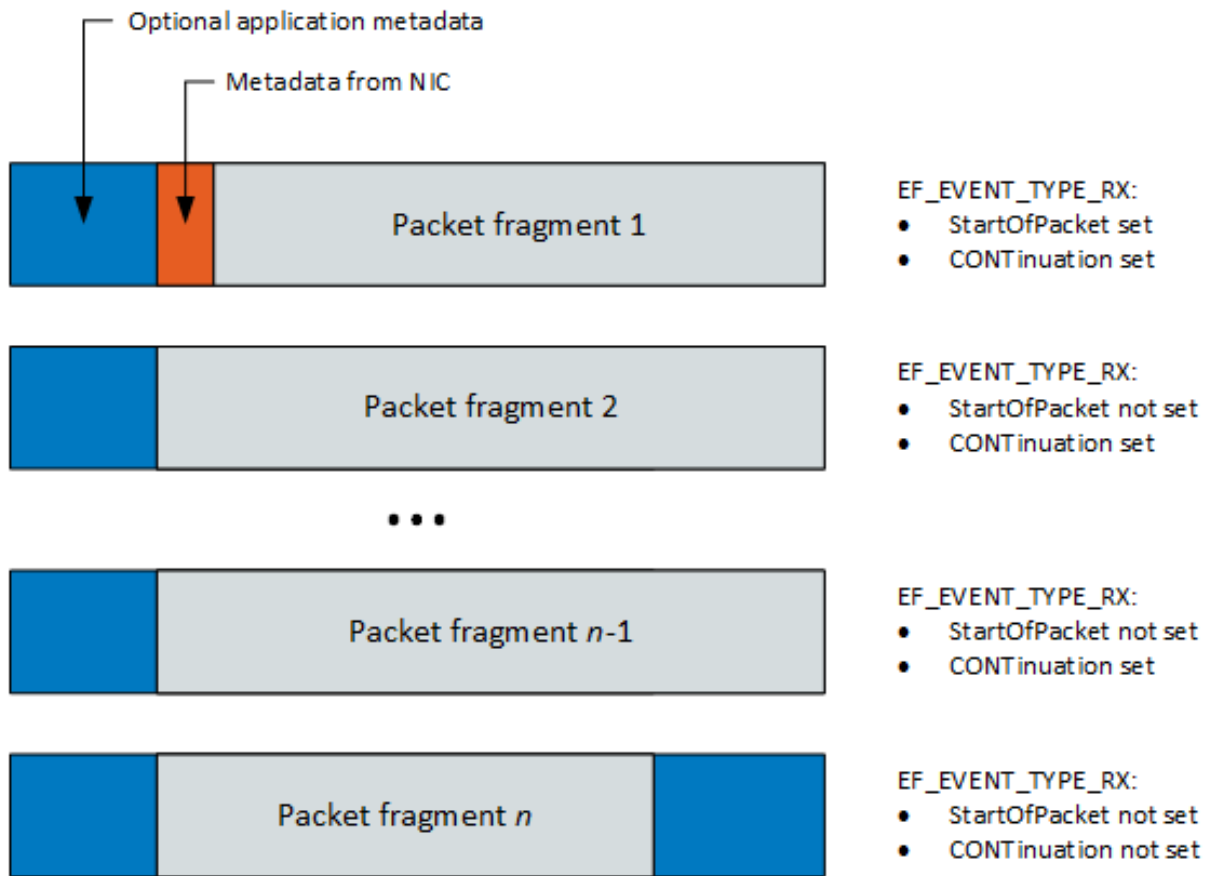 Optional application metadata
Metadata from NIC
Packet fragment 1
EF_EVENT_TYPE_RX:
• StartOfPacket set
• CONTinuation set
Packet fragment 2
EF_EVENT_TYPE_RX:
• StartOfPacket not set
• CONTinuation set
•••
Packet fragment n-1
EF_EVENT_TYPE_RX:
• StartOfPacket not set
• CONTinuation set
Packet fragment n
EF_EVENT_TYPE_RX:
• StartOfPacket not set
• CONTinuation not set